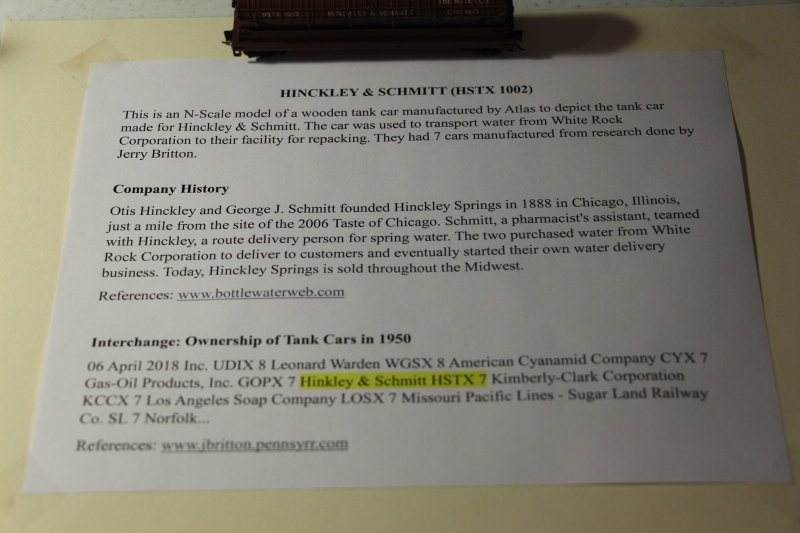 HSTX 1002 HINCKLEY & SCHMITT
HINCKLEY & SCHMITT (HSTX 1002)
This is an N-Scale model of a wooden tank car manufactured by Atlas to depict the tank car
made for Hinckley & Schmitt. The car was used to transport water from White Rock
Corporation to their facility for repacking. They had 7 cars manufactured from research done by
Jerry Britton.
Company History
Otis Hinckley and George J. Schmitt founded Hinckley Springs in 1888 in Chicago, Illinois,
just a mile from the site of the 2006 Taste of Chicago. Schmitt, a pharmacist's assistant, teamed
with Hinckley, a route delivery person for spring water. The two purchased water from White
Rock Corporation to deliver to customers and eventually started their own water delivery
business. Today, Hinckley Springs is sold throughout the Midwest.
References: www.bottlewaterweb.com
Interchange: Ownership of Tank Cars in 1950
06 April 2018 Inc. UDIX 8 Leonard Warden WGSX 8 American Cyanamid Company CYX 7
Gas-Oil Products, Inc. GOPX 7 Hinkley & Schmitt HSTX 7 Kimberly-Clark Corporation
KCCX 7 Los Angeles Soap Company LOSX 7 Missouri Pacific Lines - Sugar Land Railway
Co. SL 7 Norfolk...
References: www.jbritton.pennsyrr.com